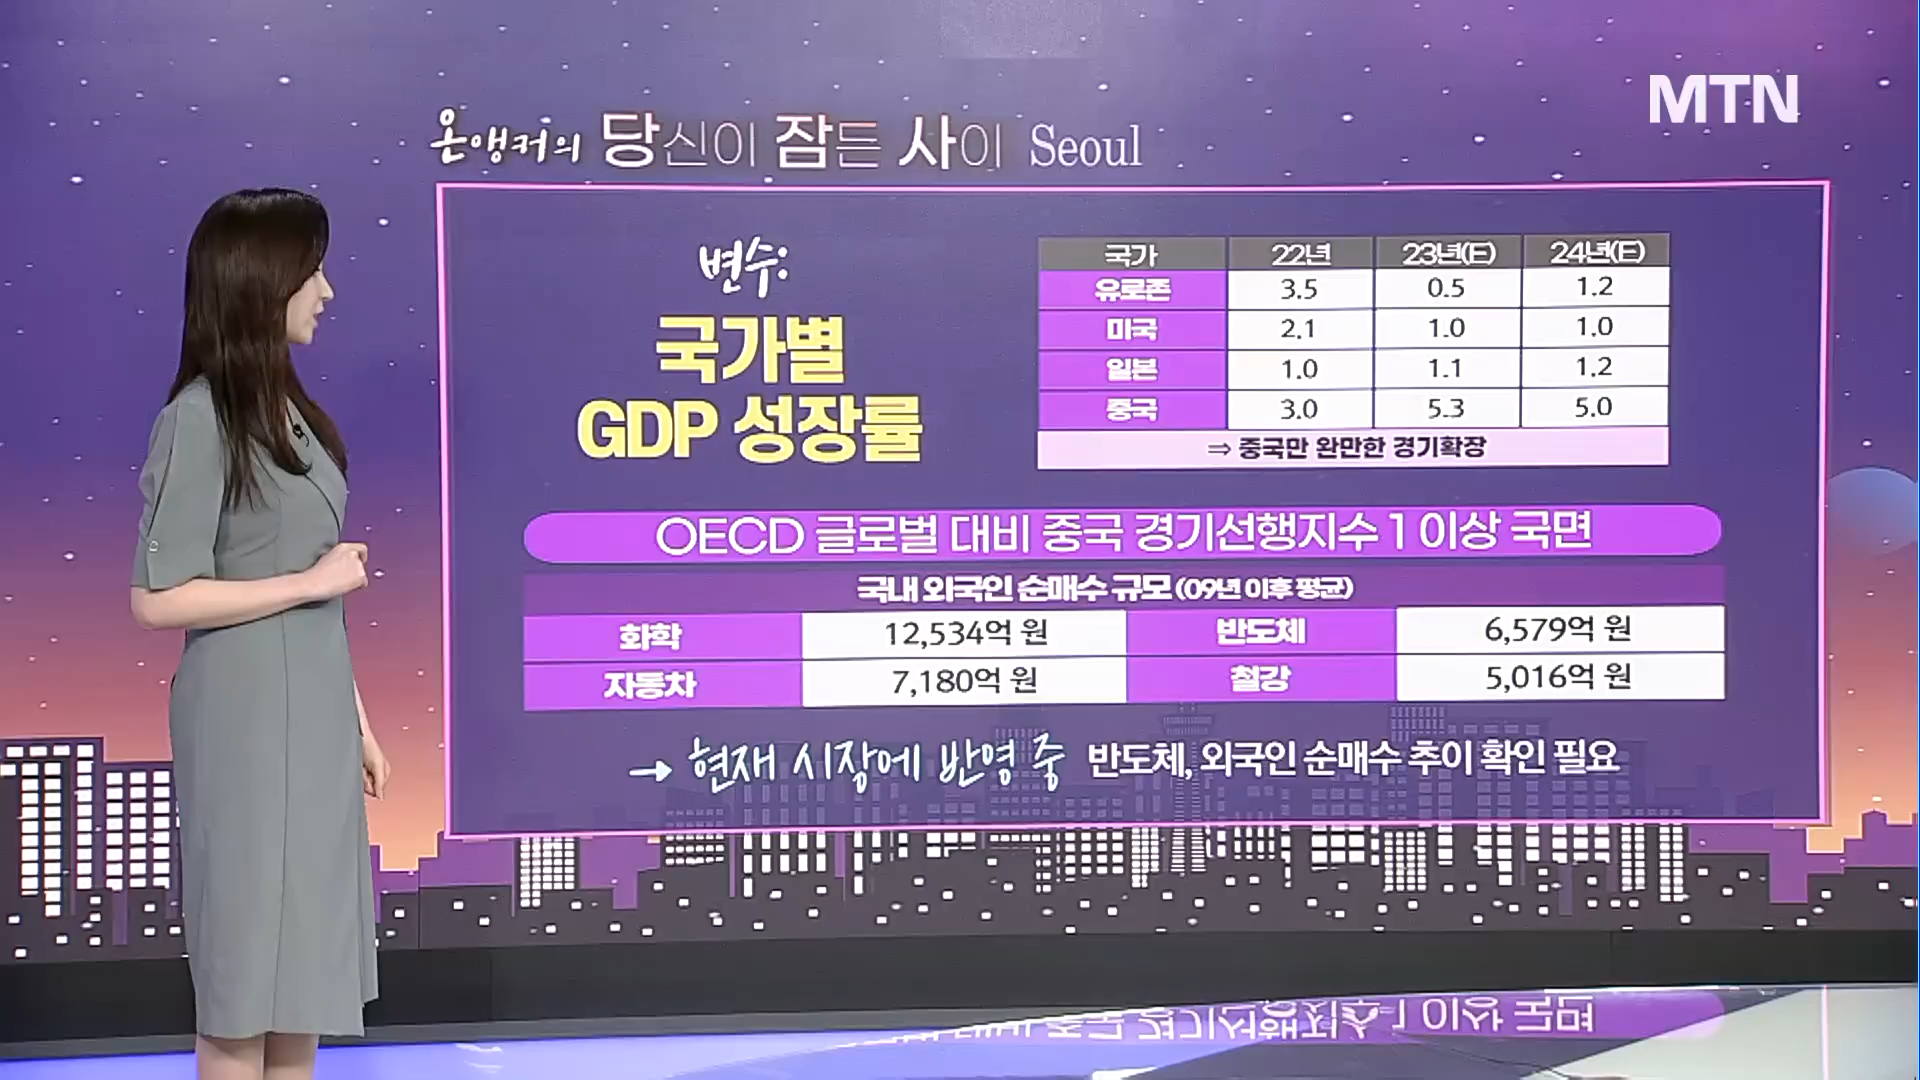 MTN
온앵커의 당신이 잠든 사이 Seoul
변수:
국가별
GDP 성장률
국가 22년 23년(E) 24년(E)
유로존 3.5 0.5 1.2
미국 2.1 1.0 1.0
일본 1.0 1.1 1.2
중국 3.0 5.3 5.0
⇒ 중국만 완만한 경기확장
OECD 글로벌 대비 중국 경기선행지수 1 이상 국면
국내 외국인 순매수 규모 (09년 이후 평균)
화학 12,534억 원 반도체 6,579억 원
자동차 7,180억 원 철강 5,016억 원
→ 현재 시장에 반영 중 반도체, 외국인 순매수 추이 확인 필요